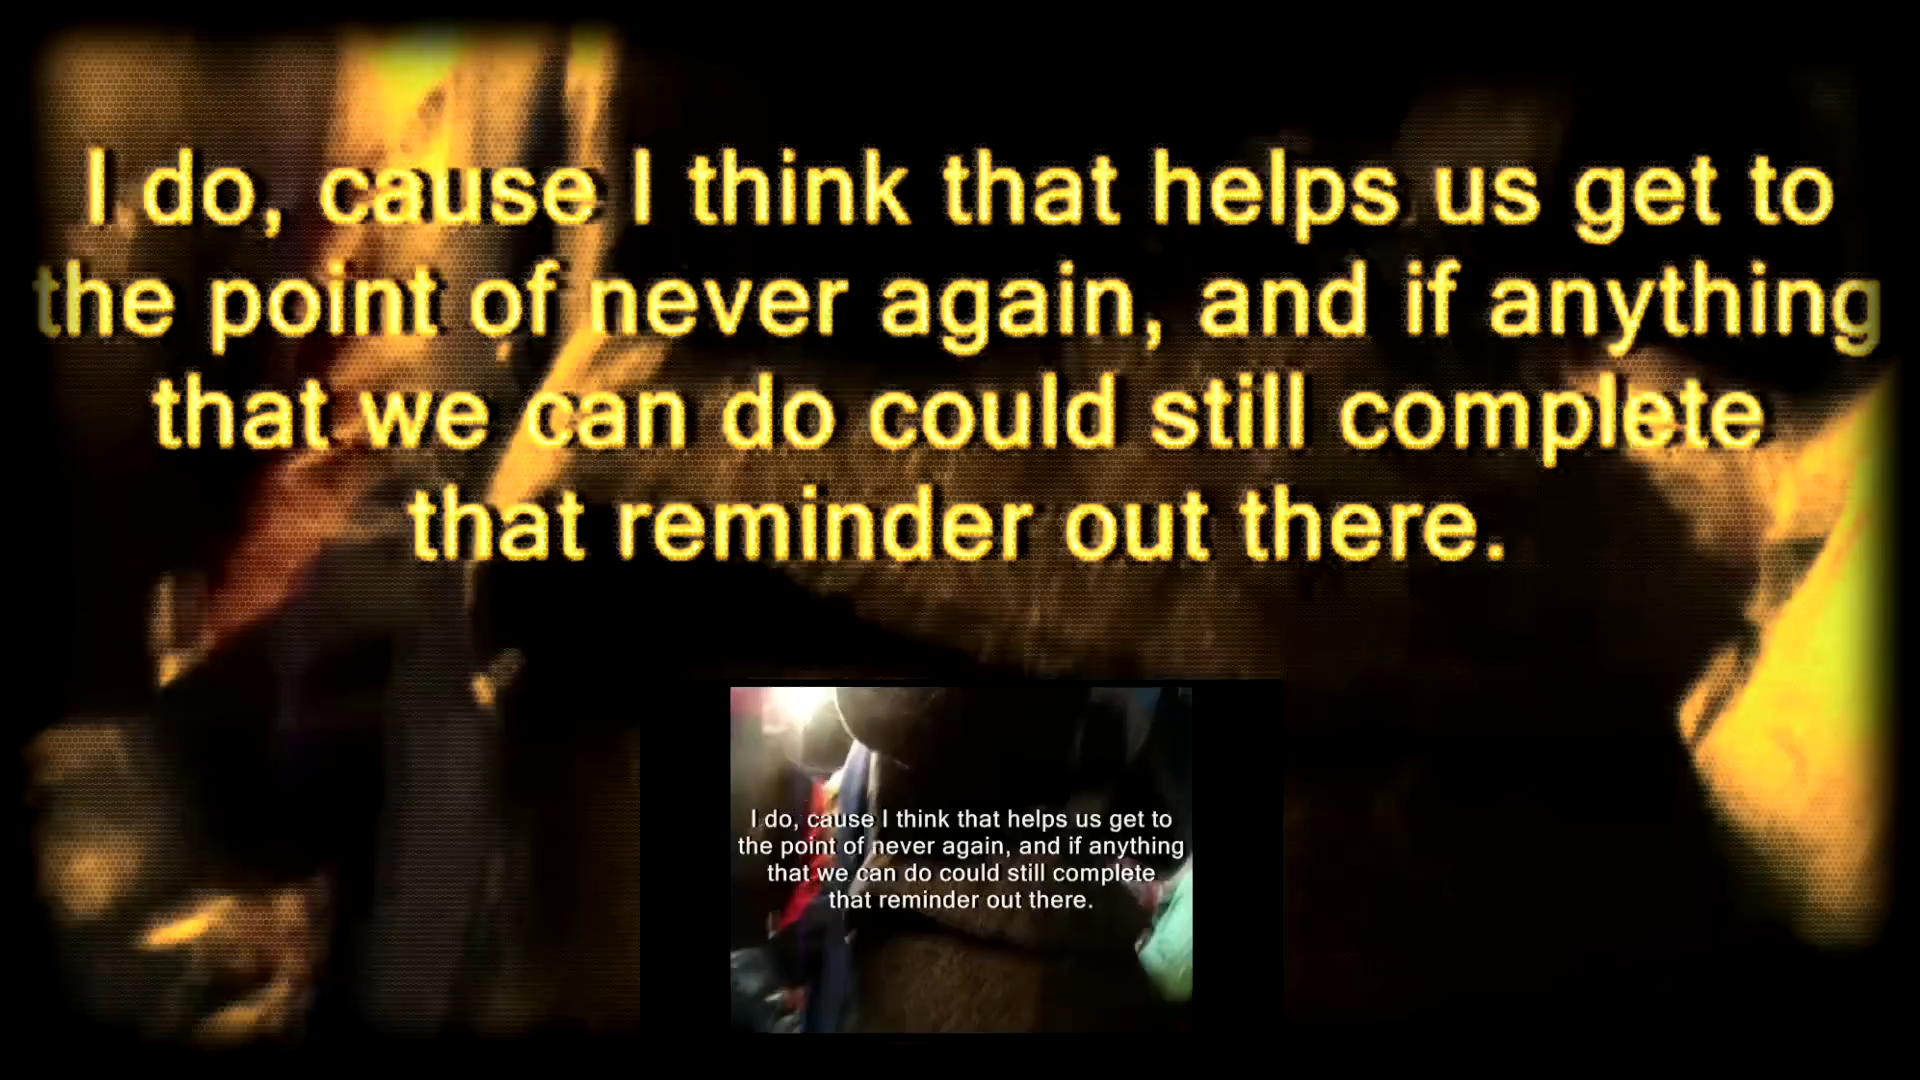 I do, cause I think that helps us get to
the point of never again, and if anything
that we can do could still complete
that reminder out there.
I do, cause I think that helps us get to
the point of never again, and if anything
that we can do could still complete
that reminder out there.